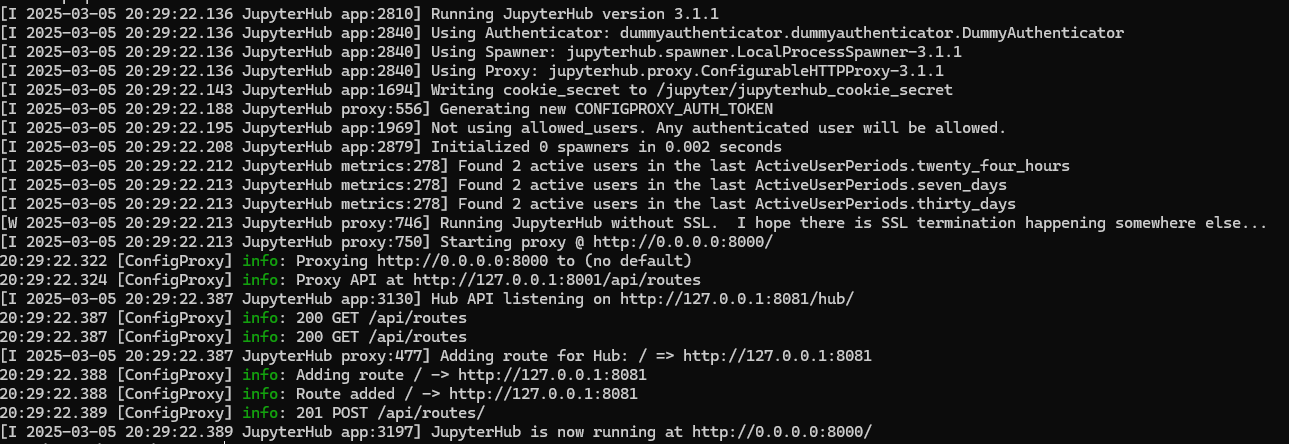 [I 2025-03-05 20:29:22.136 JupyterHub app:2810] Running JupyterHub version 3.1.1
[I 2025-03-05 20:29:22.136 JupyterHub app:2840] Using Authenticator: dummyauthenticator.dummyauthenticator.DummyAuthenticator
[I 2025-03-05 20:29:22.136 JupyterHub app:2840] Using Spawner: jupyterhub.spawner.LocalProcessSpawner-3.1.1
[I 2025-03-05 20:29:22.136 JupyterHub app:2840] Using Proxy: jupyterhub.proxy.ConfigurableHTTPProxy-3.1.1
[I 2025-03-05 20:29:22.143 JupyterHub app:1694] Writing cookie_secret to /jupyter/jupyterhub_cookie_secret
[I 2025-03-05 20:29:22.188 JupyterHub proxy:556] Generating new CONFIGPROXY_AUTH_TOKEN
[I 2025-03-05 20:29:22.195 JupyterHub app:1969] Not using allowed_users. Any authenticated user will be allowed.
[I 2025-03-05 20:29:22.208 JupyterHub app:2879] Initialized 0 spawners in 0.002 seconds
[I 2025-03-05 20:29:22.212 JupyterHub metrics:278] Found 2 active users in the last ActiveUserPeriods.twenty_four_hours
[I 2025-03-05 20:29:22.213 JupyterHub metrics:278] Found 2 active users in the last ActiveUserPeriods.seven_days
[I 2025-03-05 20:29:22.213 JupyterHub metrics:278] Found 2 active users in the last ActiveUserPeriods.thirty_days
[W 2025-03-05 20:29:22.213 JupyterHub proxy:746] Running JupyterHub without SSL.  I hope there is SSL termination happening somewhere else...
[I 2025-03-05 20:29:22.213 JupyterHub proxy:750] Starting proxy @ http://0.0.0.0:8000/
20:29:22.322 [ConfigProxy] info: Proxying http://0.0.0.0:8000 to (no default)
20:29:22.324 [ConfigProxy] info: Proxy API at http://127.0.0.1:8001/api/routes
[I 2025-03-05 20:29:22.387 JupyterHub app:3130] Hub API listening on http://127.0.0.1:8081/hub/
20:29:22.387 [ConfigProxy] info: 200 GET /api/routes
20:29:22.387 [ConfigProxy] info: 200 GET /api/routes
[I 2025-03-05 20:29:22.387 JupyterHub proxy:477] Adding route for Hub: / => http://127.0.0.1:8081
20:29:22.388 [ConfigProxy] info: Adding route / -> http://127.0.0.1:8081
20:29:22.388 [ConfigProxy] info: Route added / -> http://127.0.0.1:8081
20:29:22.389 [ConfigProxy] info: 201 POST /api/routes/
[I 2025-03-05 20:29:22.389 JupyterHub app:3197] JupyterHub is now running at http://0.0.0.0:8000/